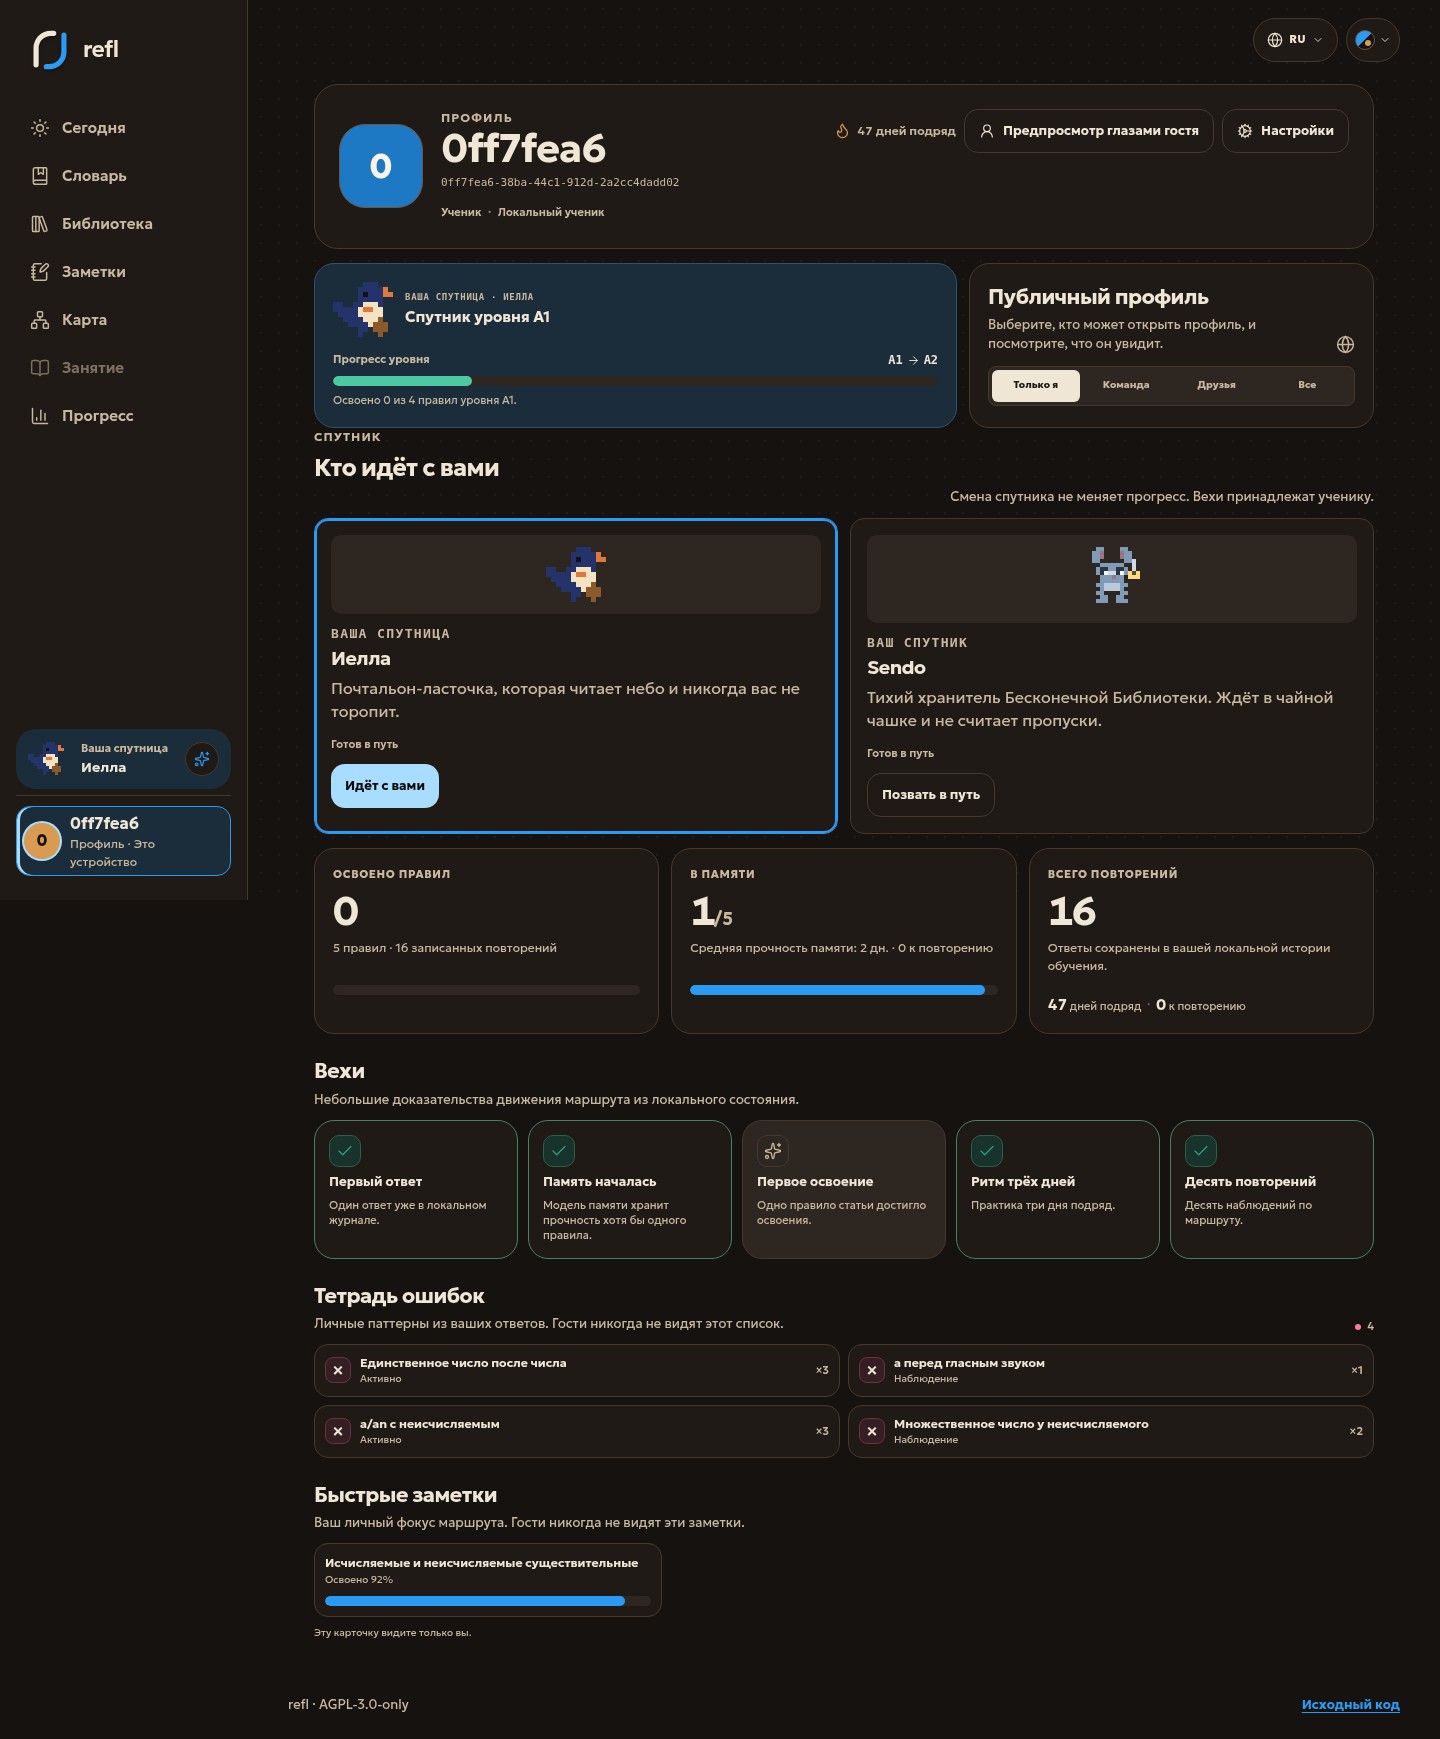 refl
Сегодня
Словарь
Библиотека
Заметки
Карта
Занятие
Прогресс
Ваша спутница
Иелла
0
0ff7fea6
Профиль · Это
устройство
RU
0
ПРОФИЛЬ
0ff7fea6
0ff7fea6-38ba-44c1-912d-2a2cc4dadd02
Ученик · Локальный ученик
47 дней подряд
Предпросмотр глазами гостя
Настройки
ВАША СПУТНИЦА · ИЕЛЛА
Спутник уровня A1
Прогресс уровня
A1 → A2
Освоено 0 из 4 правил уровня A1.
Публичный профиль
Выберите, кто может открыть профиль, и
посмотрите, что он увидит.
Только я
Команда
Друзья
Все
СПУТНИК
Кто идёт с вами
Смена спутника не меняет прогресс. Вехи принадлежат ученику.
ВАША СПУТНИЦА
Иелла
Почтальон-ласточка, которая читает небо и никогда вас не
торопит.
Готов в путь
Идёт с вами
ВАШ СПУТНИК
Sendo
Тихий хранитель Бесконечной Библиотеки. Ждёт в чайной
чашке и не считает пропуски.
Готов в путь
Позвать в путь
ОСВОЕНО ПРАВИЛ
0
5 правил · 16 записанных повторений
В ПАМЯТИ
1/5
Средняя прочность памяти: 2 дн. · 0 к повторению
ВСЕГО ПОВТОРЕНИЙ
16
Ответы сохранены в вашей локальной истории
обучения.
47 дней подряд · 0 к повторению
Вехи
Небольшие доказательства движения маршрута из локального состояния.
Первый ответ
Один ответ уже в локальном
журнале.
Память началась
Модель памяти хранит
прочность хотя бы одного
правила.
Первое освоение
Одно правило статьи достигло
освоения.
Ритм трёх дней
Практика три дня подряд.
Десять повторений
Десять наблюдений по
маршруту.
Тетрадь ошибок
Личные паттерны из ваших ответов. Гости никогда не видят этот список.
4
Единственное число после числа
Активно
×3
a перед гласным звуком
Наблюдение
×1
a/an с неисчисляемым
Активно
×3
Множественное число у неисчисляемого
Наблюдение
×2
Быстрые заметки
Ваш личный фокус маршрута. Гости никогда не видят эти заметки.
Исчисляемые и неисчисляемые существительные
Освоено 92%
Эту карточку видите только вы.
refl · AGPL-3.0-only
Исходный код